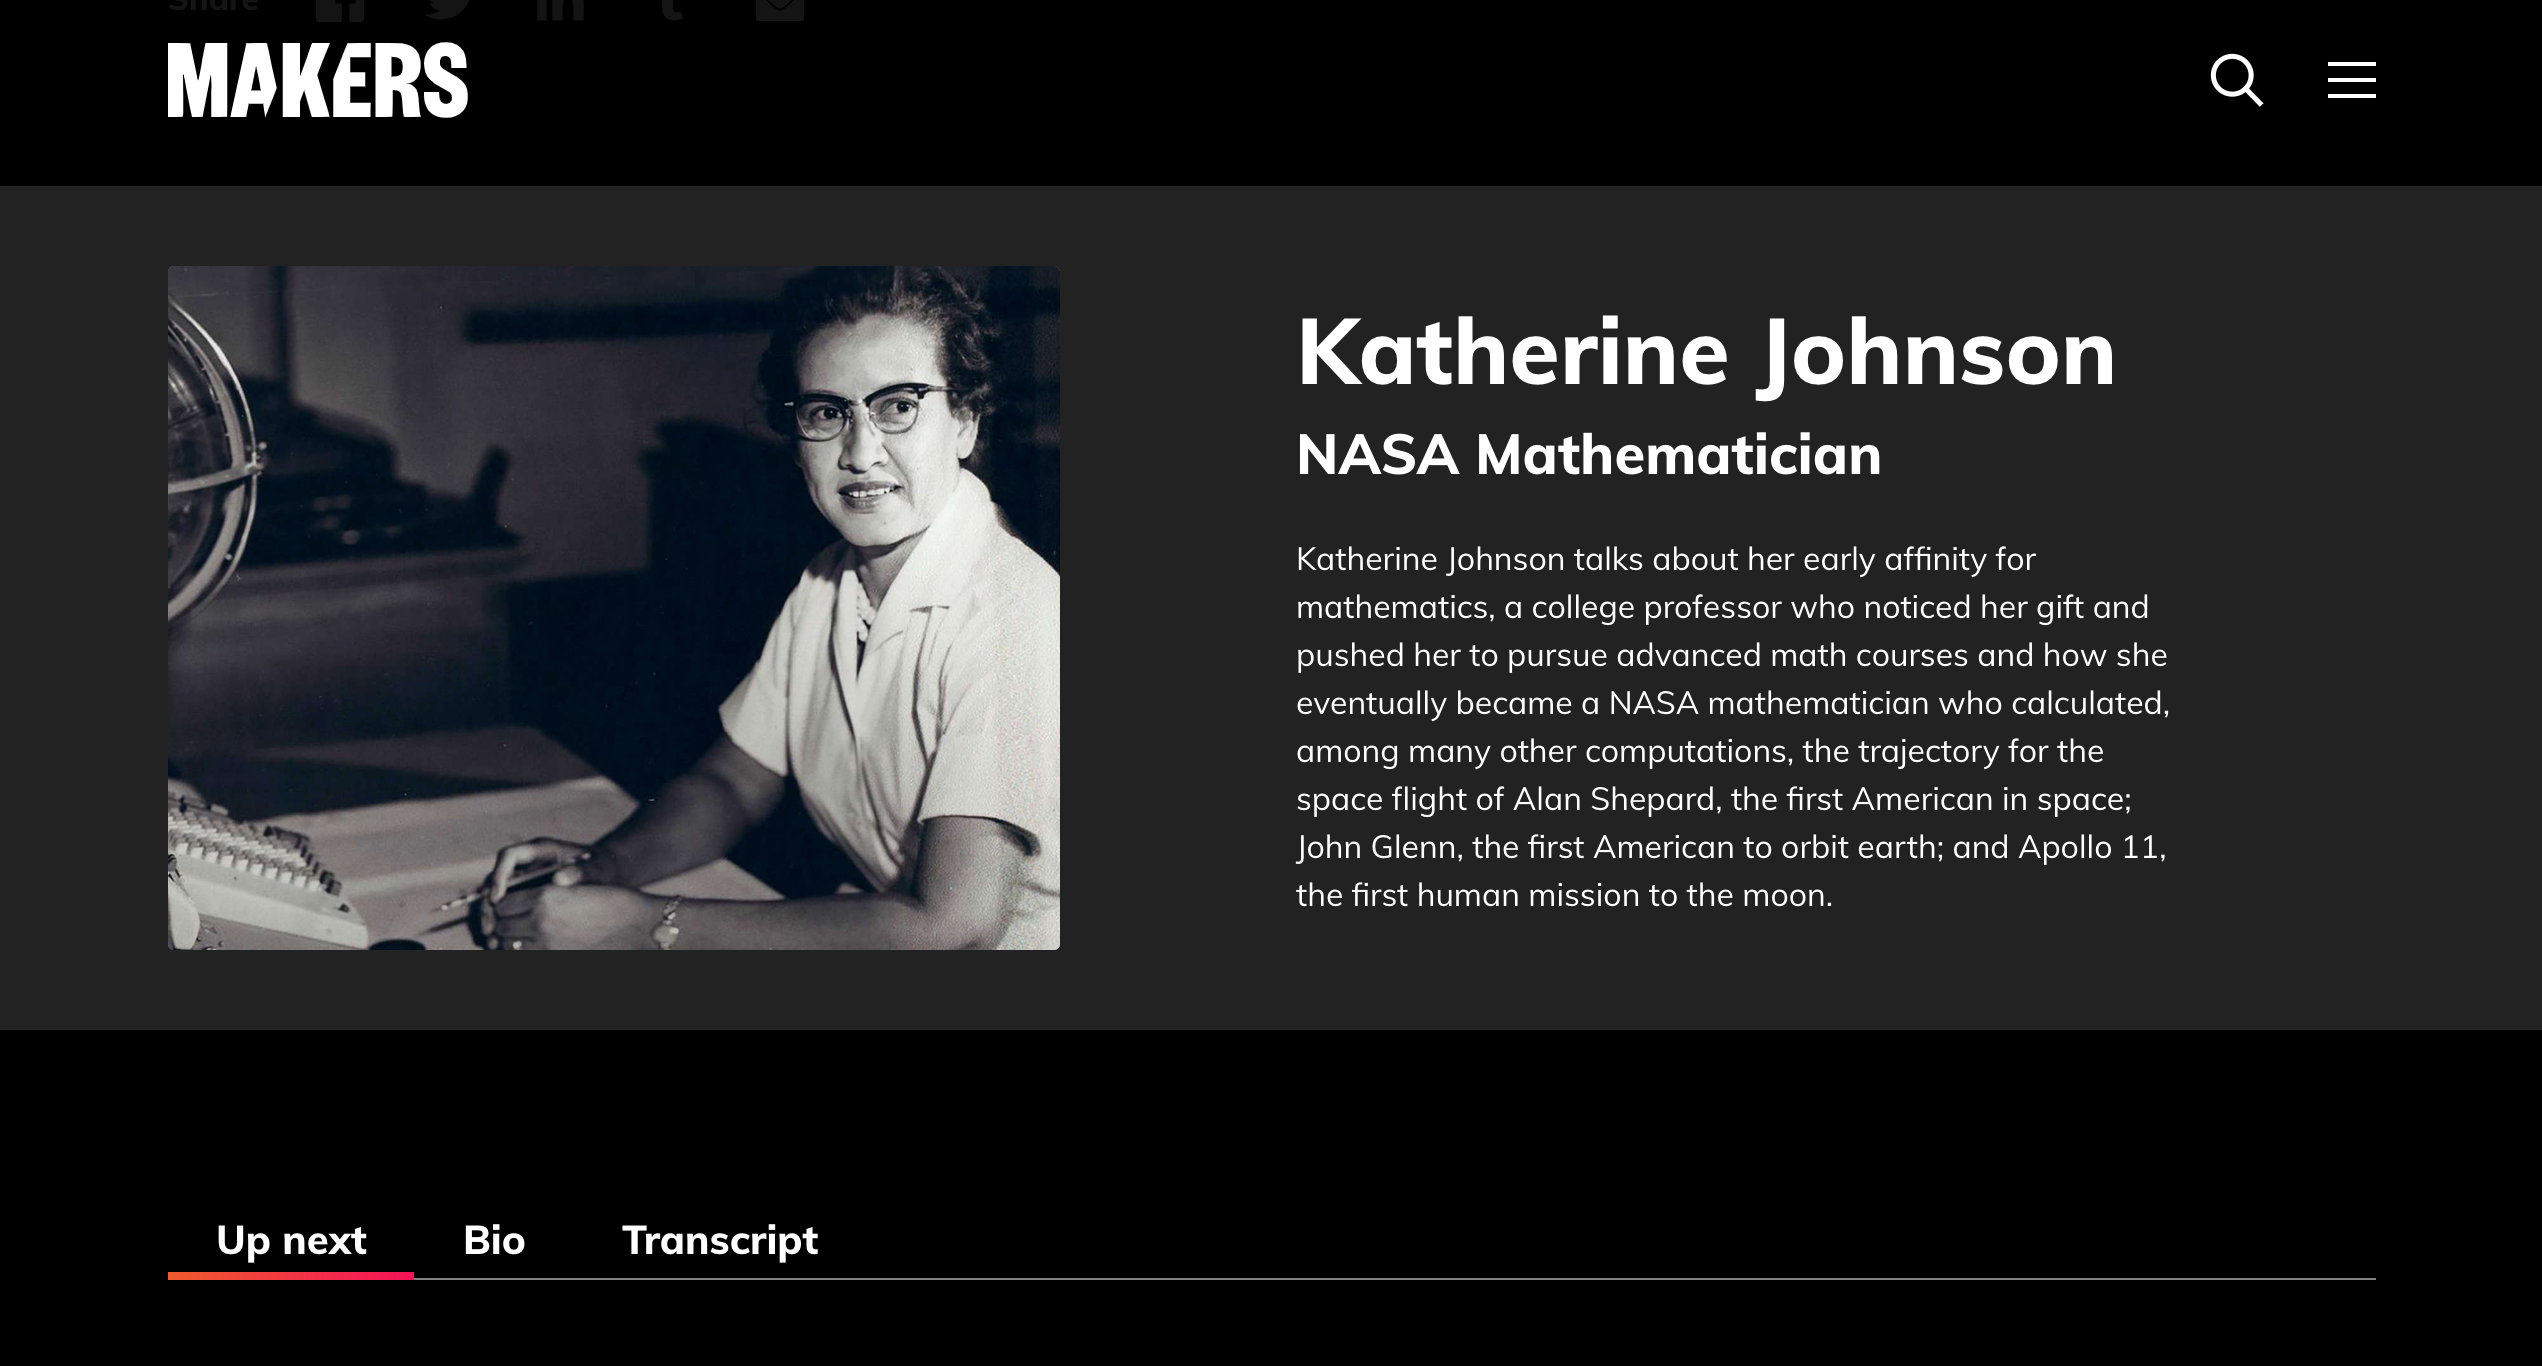 Share
MAKERS
Katherine Johnson
NASA Mathematician
Katherine Johnson talks about her early affinity for
mathematics, a college professor who noticed her gift and
pushed her to pursue advanced math courses and how she
eventually became a NASA mathematician who calculated,
among many other computations, the trajectory for the
space flight of Alan Shepard, the first American in space;
John Glenn, the first American to orbit earth; and Apollo 11,
the first human mission to the moon.
Up next Bio Transcript